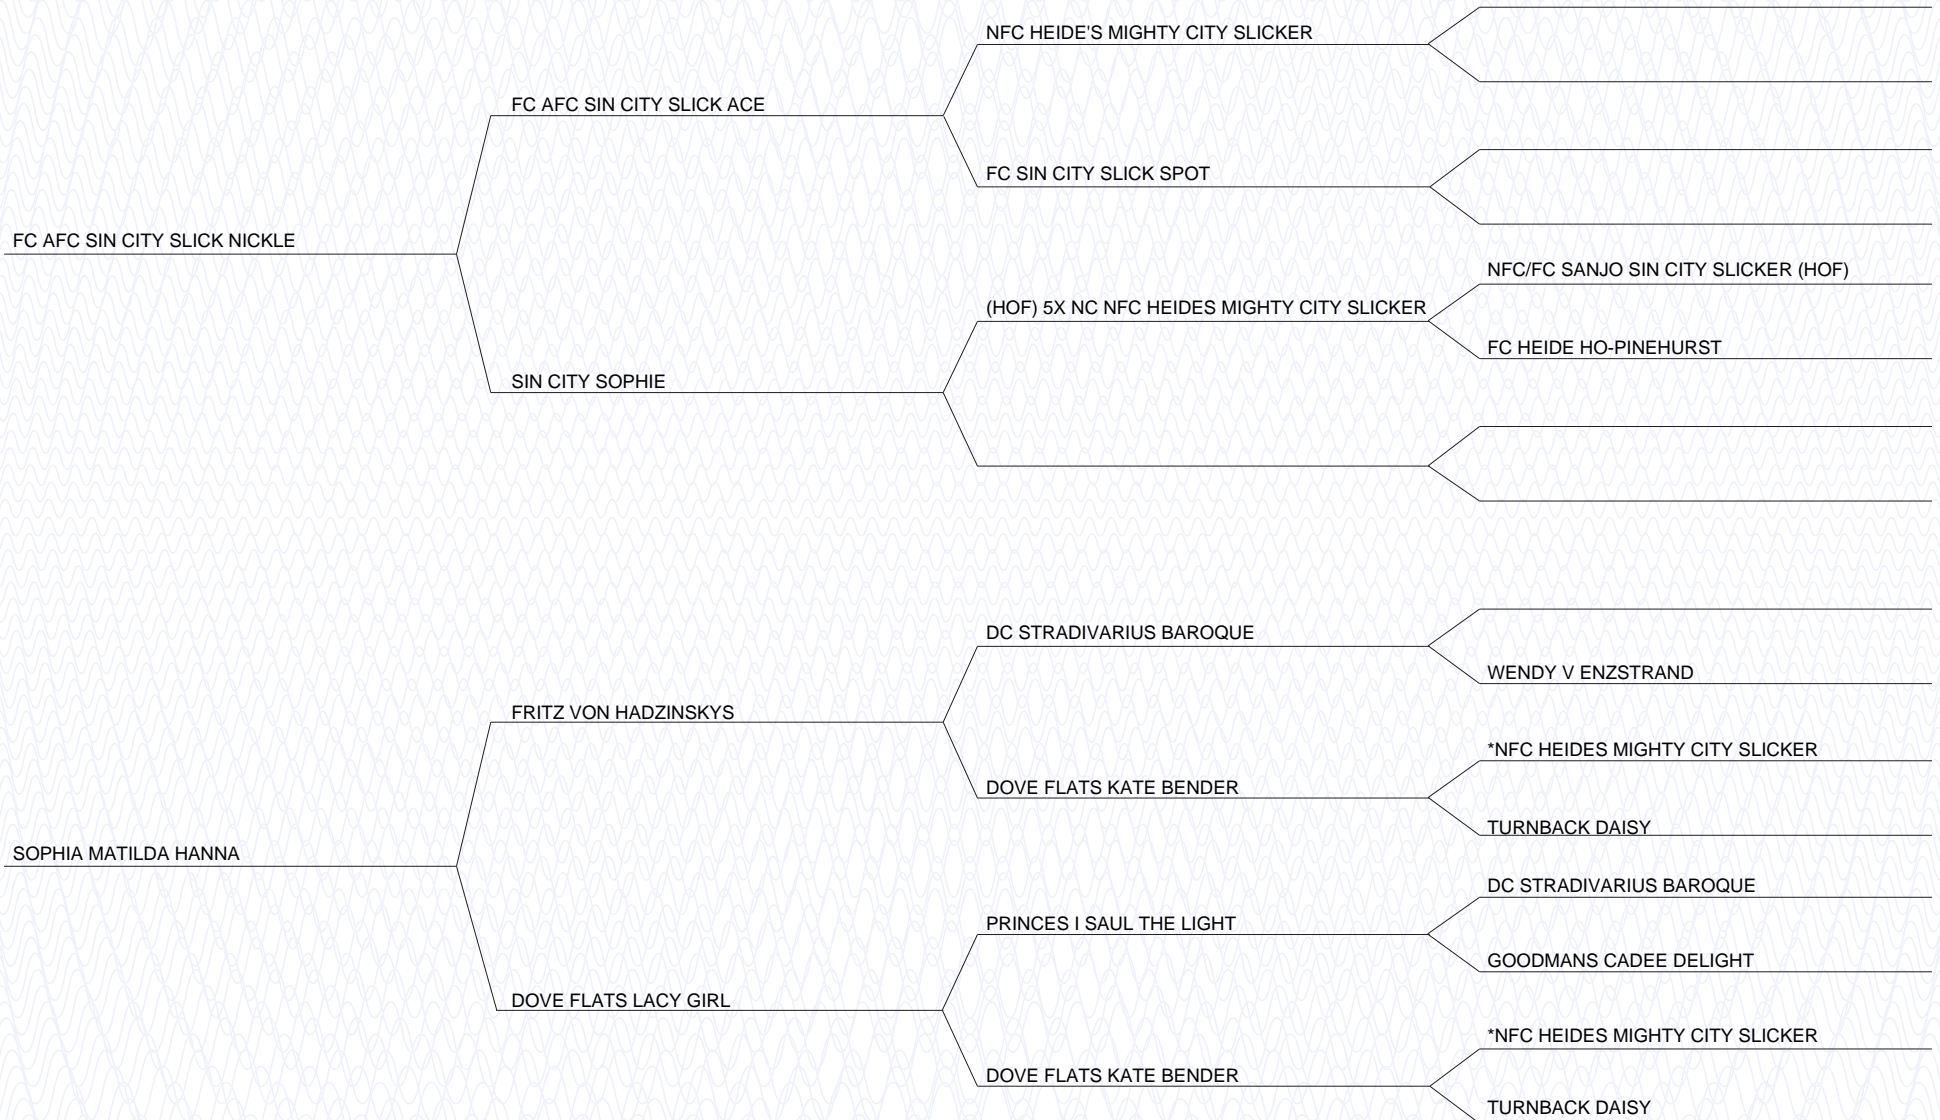 NFC HEIDE'S MIGHTY CITY SLICKER
FC AFC SIN CITY SLICK ACE
FC SIN CITY SLICK SPOT
FC AFC SIN CITY SLICK NICKLE
NFC/FC SANJO SIN CITY SLICKER (HOF)
(HOF) 5X NC NFC HEIDES MIGHTY CITY SLICKER
FC HEIDE HO-PINEHURST
SIN CITY SOPHIE
DC STRADIVARIUS BAROQUE
WENDY V ENZSTRAND
FRITZ VON HADZINSKYS
*NFC HEIDES MIGHTY CITY SLICKER
DOVE FLATS KATE BENDER
TURNBACK DAISY
SOPHIA MATILDA HANNA
DC STRADIVARIUS BAROQUE
PRINCES I SAUL THE LIGHT
GOODMANS CADEE DELIGHT
DOVE FLATS LACY GIRL
*NFC HEIDES MIGHTY CITY SLICKER
DOVE FLATS KATE BENDER
TURNBACK DAISY